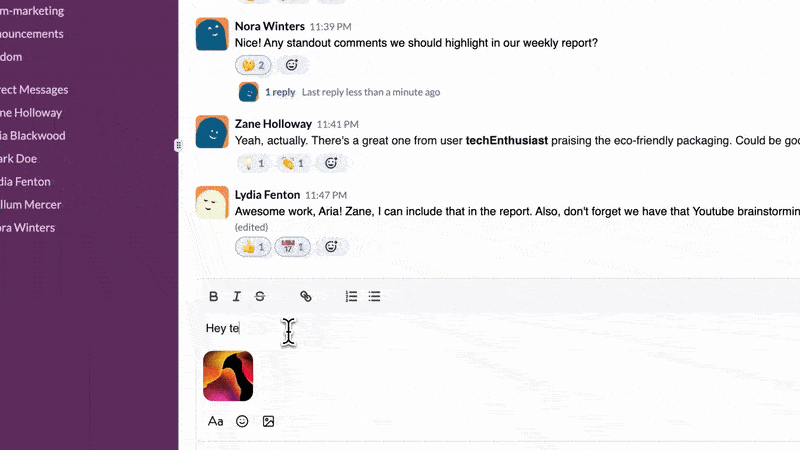 m-marketing
Nora Winters 11:39 PM
nouncements
Nice! Any standout comments we should highlight in our weekly report?
dom
2
rect Messages
1 reply Last reply less than a minute ago
ne Holloway
Zane Holloway 11:41 PM
ia Blackwood
Yeah, actually. There's a great one from user techEnthusiast praising the eco-friendly packaging. Could be goo
ark Doe
1 1
dia Fenton
Lydia Fenton 11:47 PM
llum Mercer
Awesome work, Aria! Zane, I can include that in the report. Also, don't forget we have that Youtube brainstormin
ora Winters
(edited)
1 1
B I S
Hey te
Aa